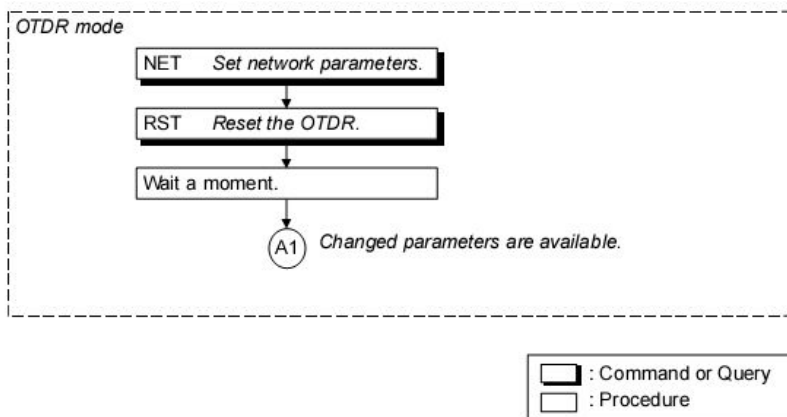 OTDR mode
NET Set network parameters.
RST Reset the OTDR.
Wait a moment.
A1 Changed parameters are available.
: Command or Query
: Procedure